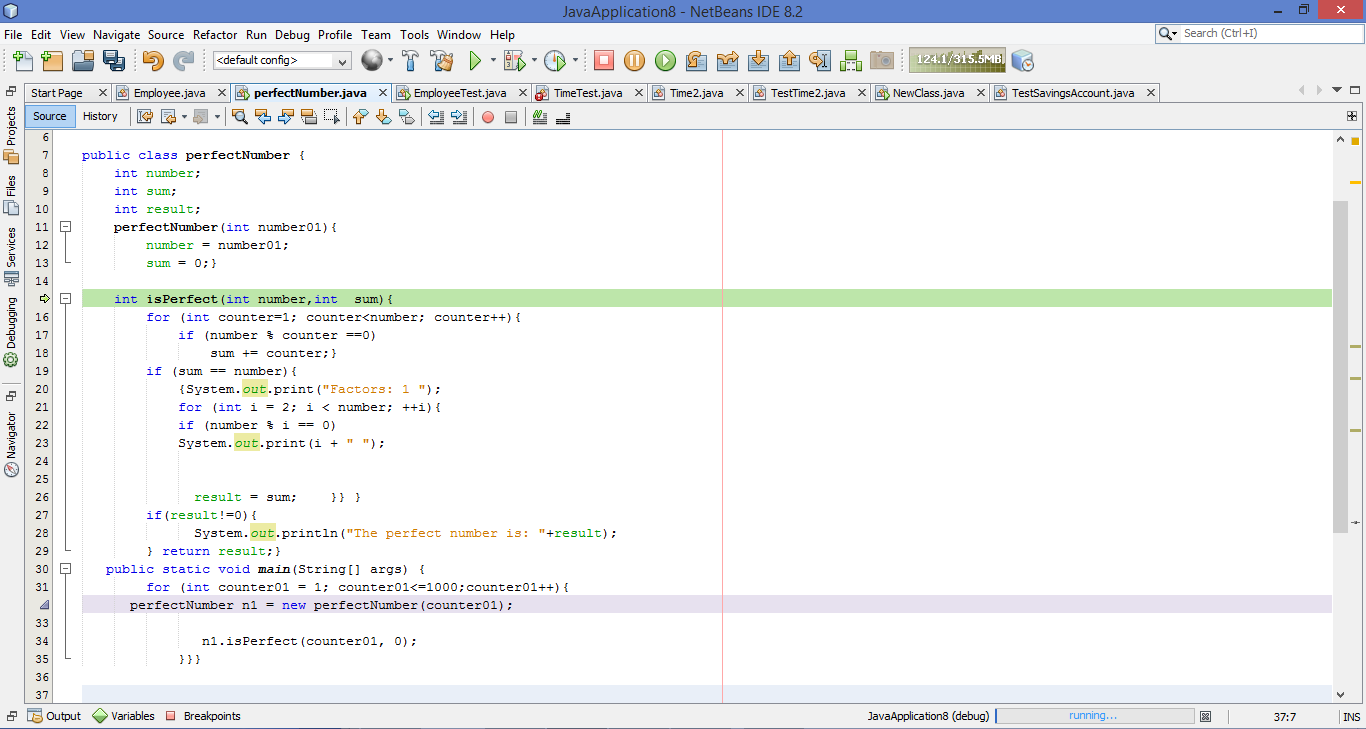 JavaApplication8 - NetBeans IDE 8.2
File Edit View Navigate Source Refactor Run Debug Profile Team Tools Window Help
Search (Ctrl+I)
<default config>
124.1/315.5MB
Start Page Employee.java perfectNumber.java EmployeeTest.java TimeTest.java Time2.java TestTime2.java NewClass.java TestSavingsAccount.java
Source History
Projects
Files
Services
Debugging
Navigator
6
7 public class perfectNumber {
8 int number;
9 int sum;
10 int result;
11 perfectNumber(int number01){
12 number = number01;
13 sum = 0;}
14
int isPerfect(int number,int  sum){
16 for (int counter=1; counter<number; counter++){
17 if (number % counter ==0)
18 sum += counter;}
19 if (sum == number){
20 {System.out.print("Factors: 1 ");
21 for (int i = 2; i < number; ++i){
22 if (number % i == 0)
23 System.out.print(i + " ");
24
25
26 result = sum;    }} }
27 if(result!=0){
28 System.out.println("The perfect number is: "+result);
29 } return result;}
30 public static void main(String[] args) {
31 for (int counter01 = 1; counter01<=1000;counter01++){
perfectNumber n1 = new perfectNumber(counter01);
33
34 n1.isPerfect(counter01, 0);
35 }}}
36
37
Output Variables Breakpoints
JavaApplication8 (debug) running... 37:7 INS